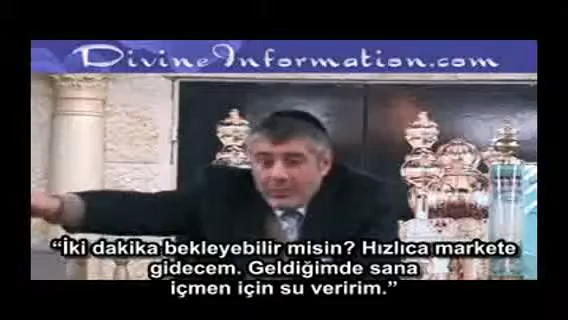 DivineInformation.com
“İki dakika bekleyebilir misin? Hızlıca markete
gidecem. Geldiğimde sana
içmen için su veririm.”